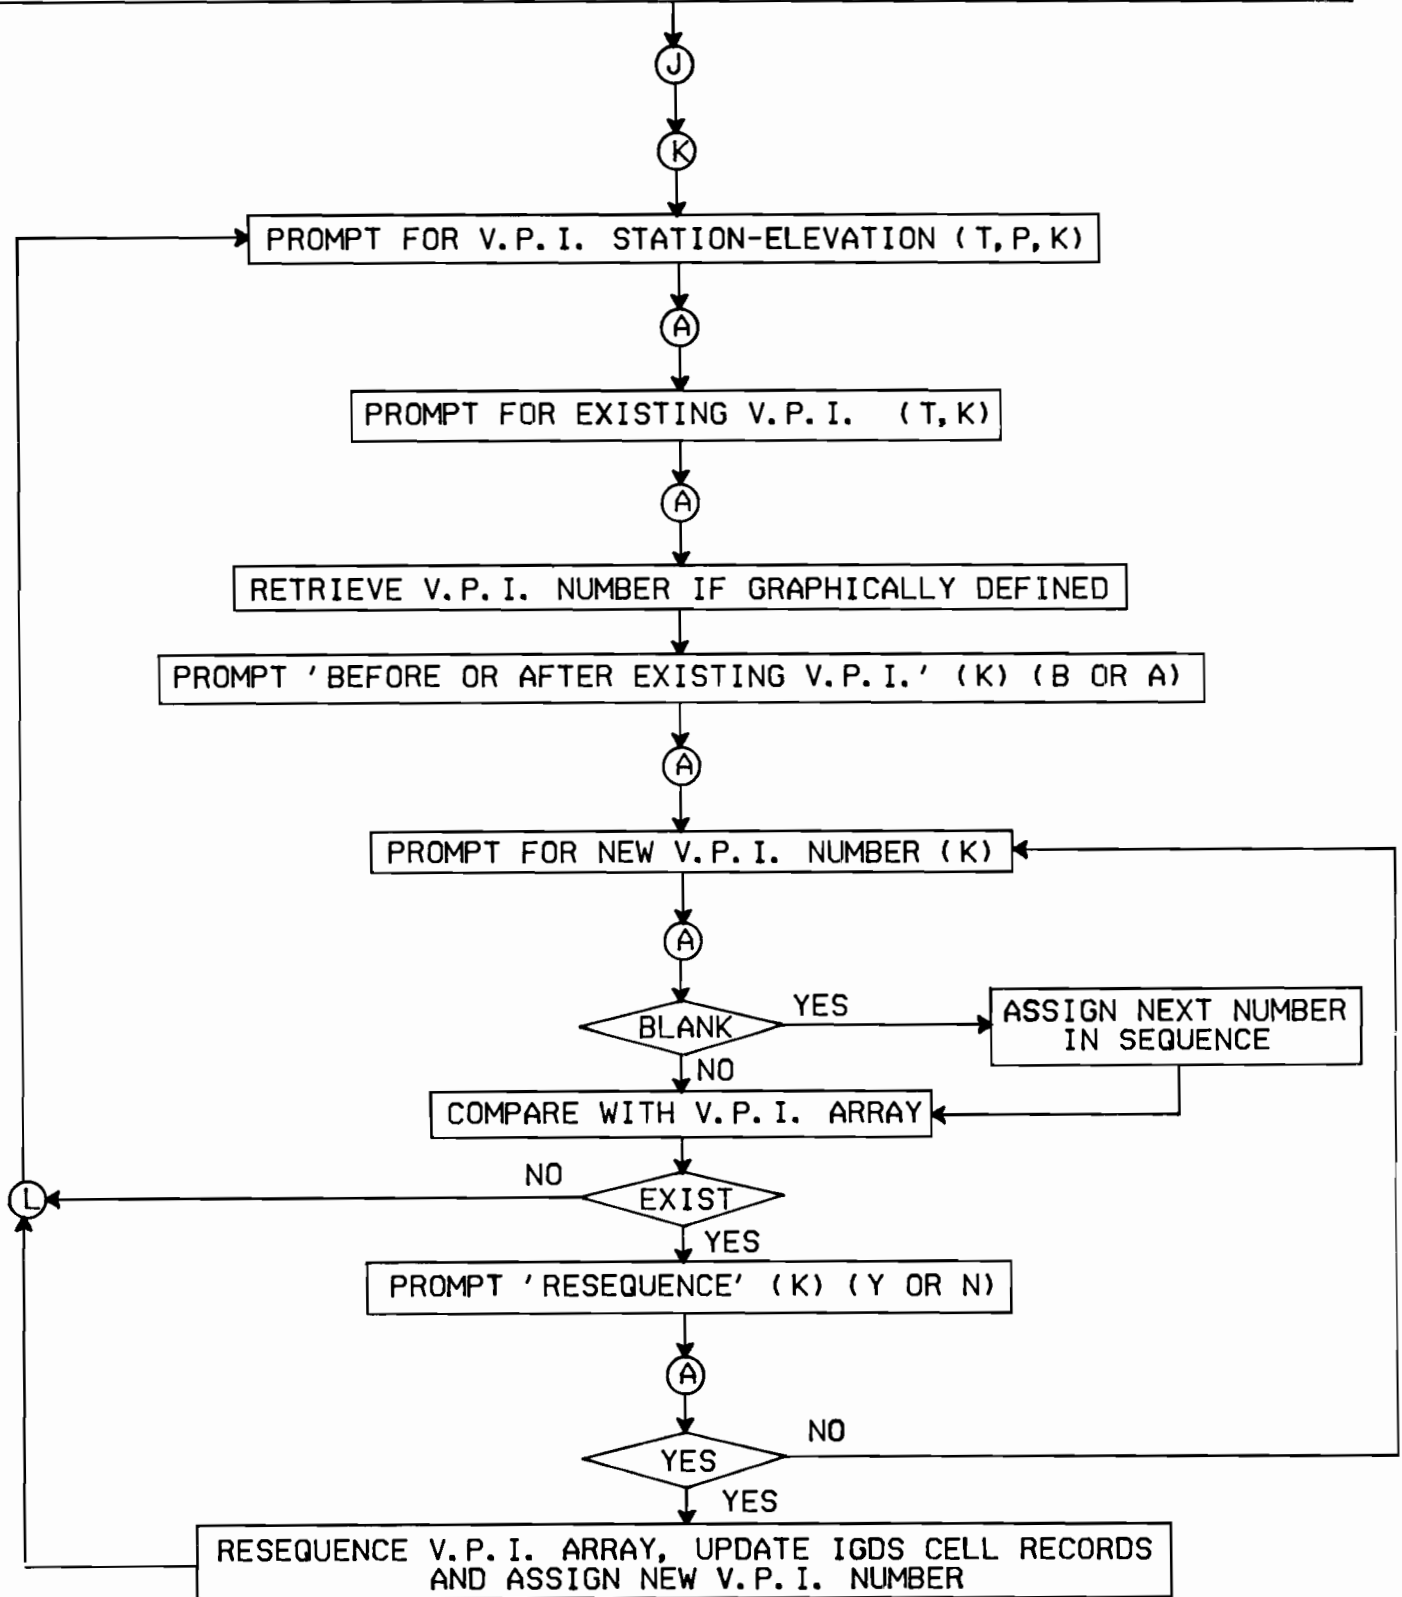 J
K
PROMPT FOR V.P.I. STATION-ELEVATION (T,P,K)
A
PROMPT FOR EXISTING V.P.I. (T,K)
A
RETRIEVE V.P.I. NUMBER IF GRAPHICALLY DEFINED
PROMPT 'BEFORE OR AFTER EXISTING V.P.I.' (K) (B OR A)
A
PROMPT FOR NEW V.P.I. NUMBER (K)
A
BLANK
YES
ASSIGN NEXT NUMBER
IN SEQUENCE
NO
COMPARE WITH V.P.I. ARRAY
NO
L
EXIST
YES
PROMPT 'RESEQUENCE' (K) (Y OR N)
A
NO
YES
YES
RESEQUENCE V.P.I. ARRAY, UPDATE IGDS CELL RECORDS
AND ASSIGN NEW V.P.I. NUMBER